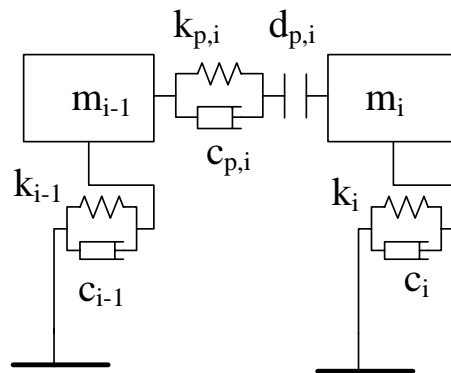 k_{p,i} d_{p,i}
m_{i-1} m_i
c_{p,i}
k_{i-1} k_i
c_{i-1} c_i